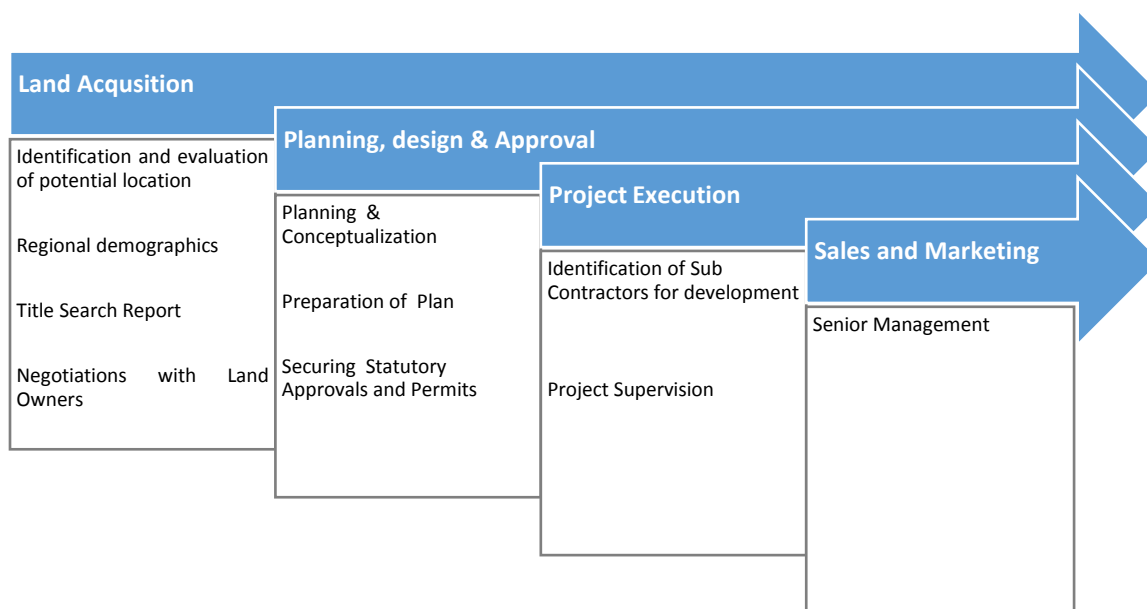 Land Acqusition
Identification and evaluation
of potential location
Regional demographics
Title Search Report
Negotiations with Land
Owners
Planning, design & Approval
Planning &
Conceptualization
Preparation of Plan
Securing Statutory
Approvals and Permits
Project Execution
Identification of Sub
Contractors for development
Project Supervision
Sales and Marketing
Senior Management